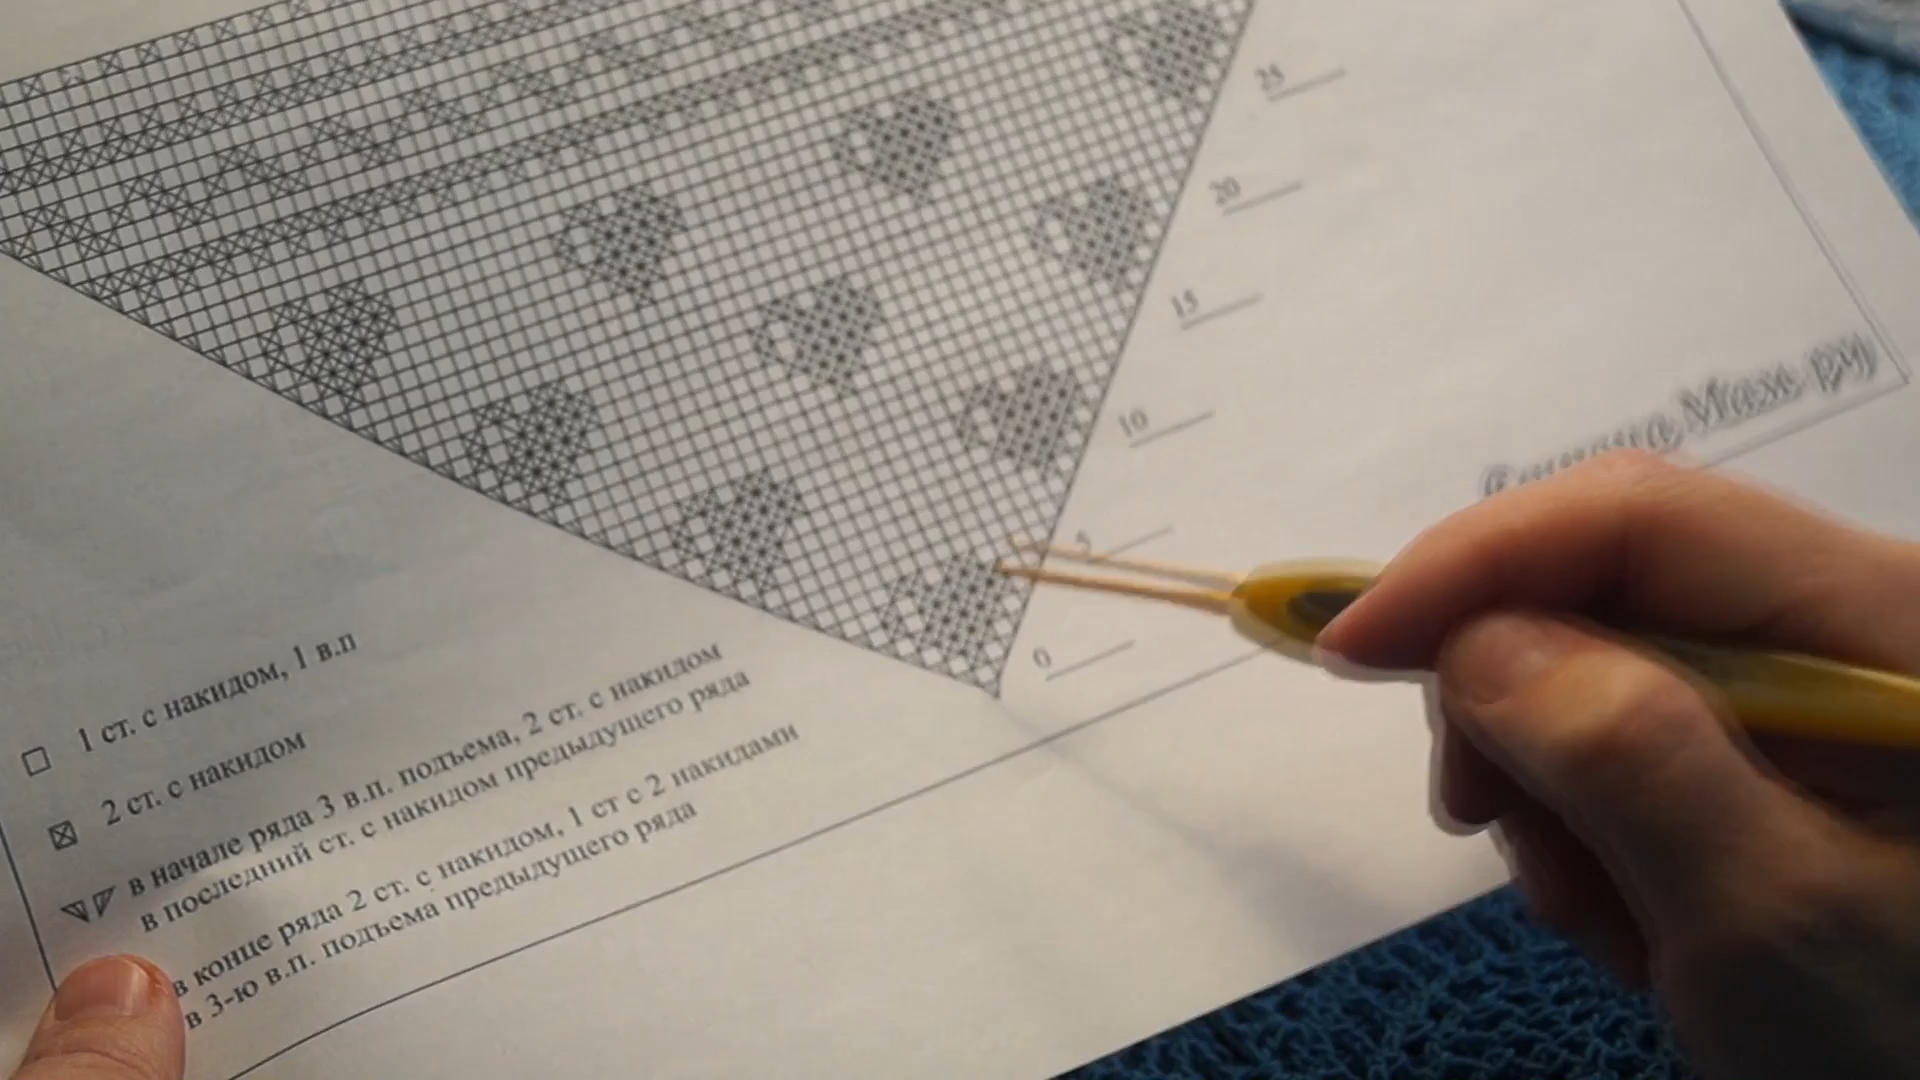 25
20
15
10
5
0
1 ст. с накидом, 1 в.п
2 ст. с накидом
в начале ряда 3 в.п. подъема, 2 ст. с накидом
в последний ст. с накидом предыдущего ряда
в конце ряда 2 ст. с накидом, 1 ст с 2 накидами
в 3-ю в.п. подъема предыдущего ряда